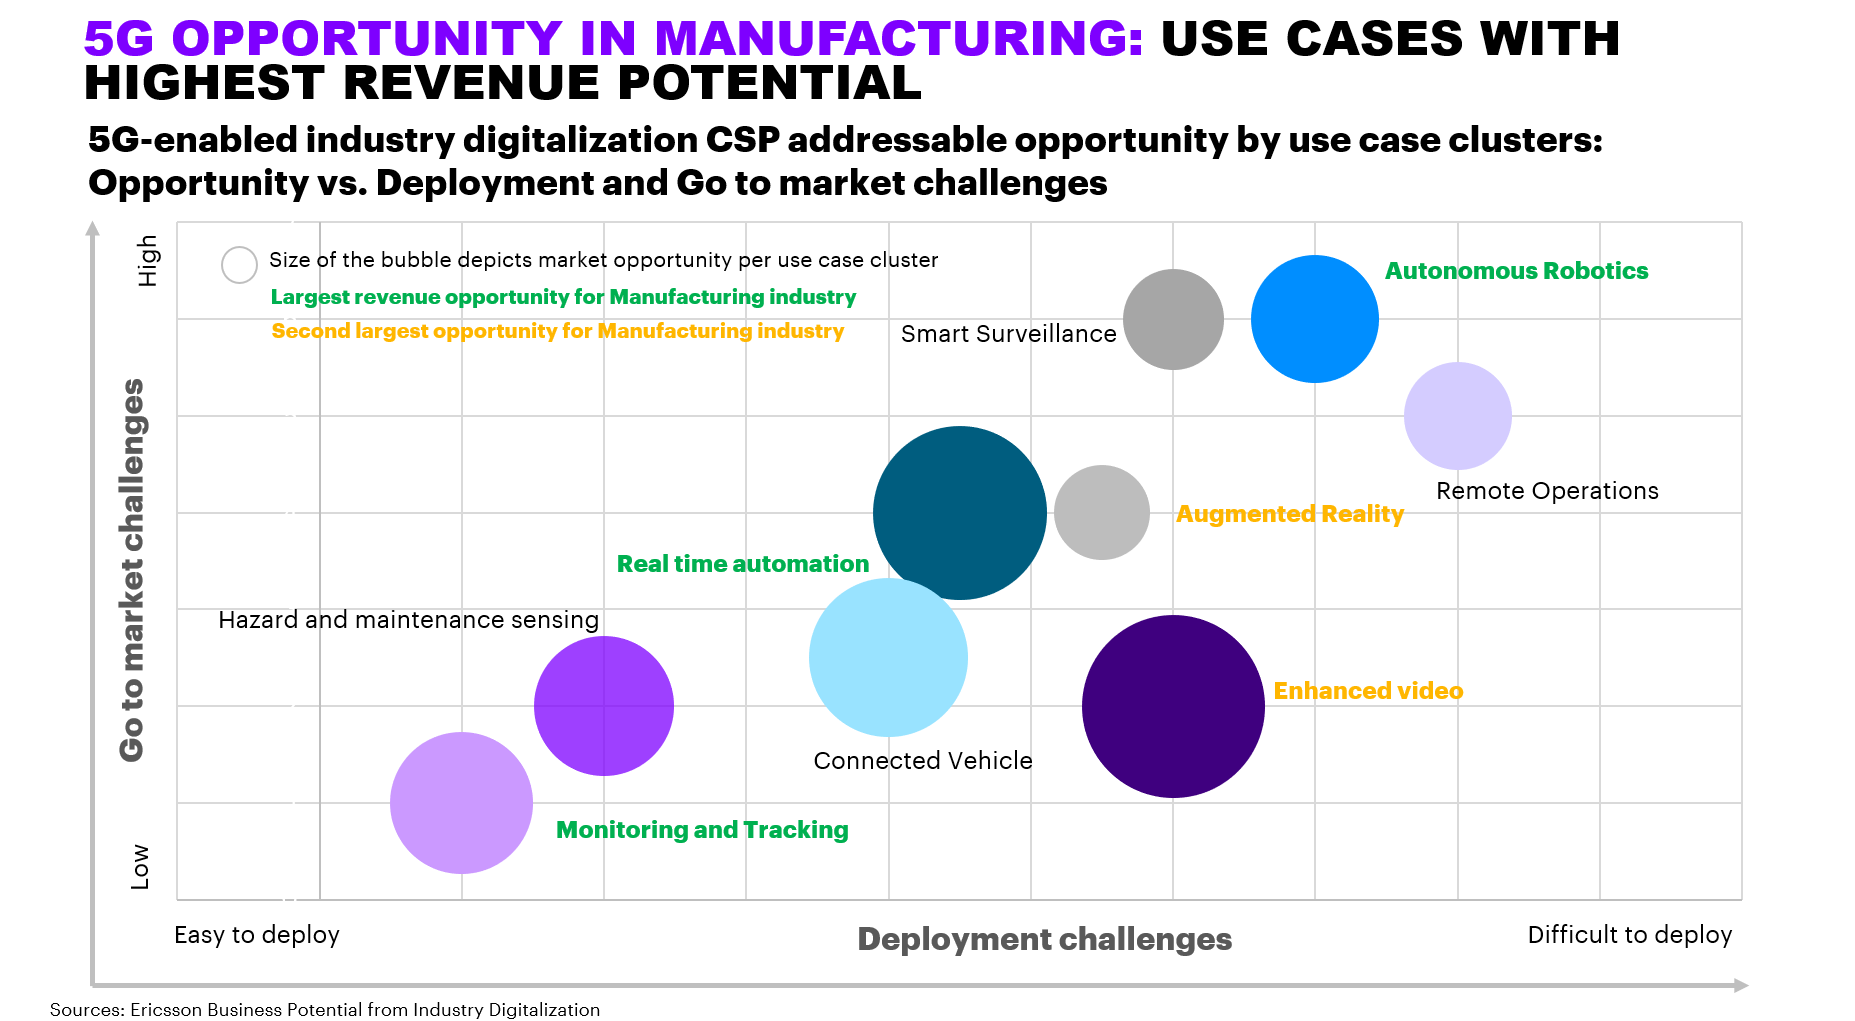 5G OPPORTUNITY IN MANUFACTURING: USE CASES WITH
HIGHEST REVENUE POTENTIAL
5G-enabled industry digitalization CSP addressable opportunity by use case clusters:
Opportunity vs. Deployment and Go to market challenges
High
Size of the bubble depicts market opportunity per use case cluster
Largest revenue opportunity for Manufacturing industry
Second largest opportunity for Manufacturing industry
Autonomous Robotics
Smart Surveillance
Go to market challenges
Remote Operations
Augmented Reality
Real time automation
Hazard and maintenance sensing
Enhanced video
Connected Vehicle
Monitoring and Tracking
Low
Easy to deploy
Deployment challenges
Difficult to deploy
Sources: Ericsson Business Potential from Industry Digitalization